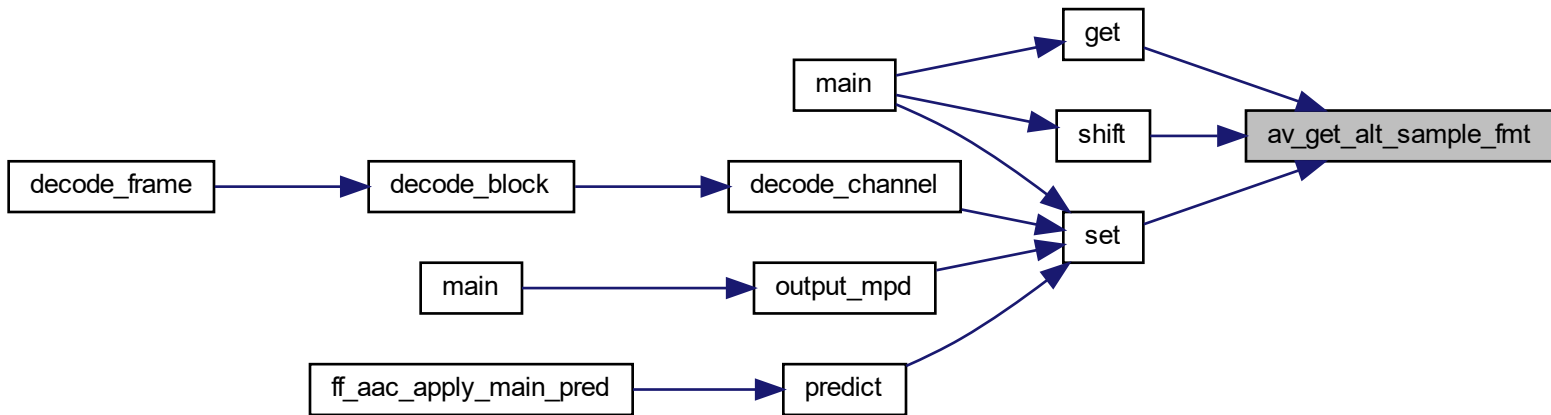 get
main
shift
av_get_alt_sample_fmt
decode_frame
decode_block
decode_channel
set
main
output_mpd
ff_aac_apply_main_pred
predict